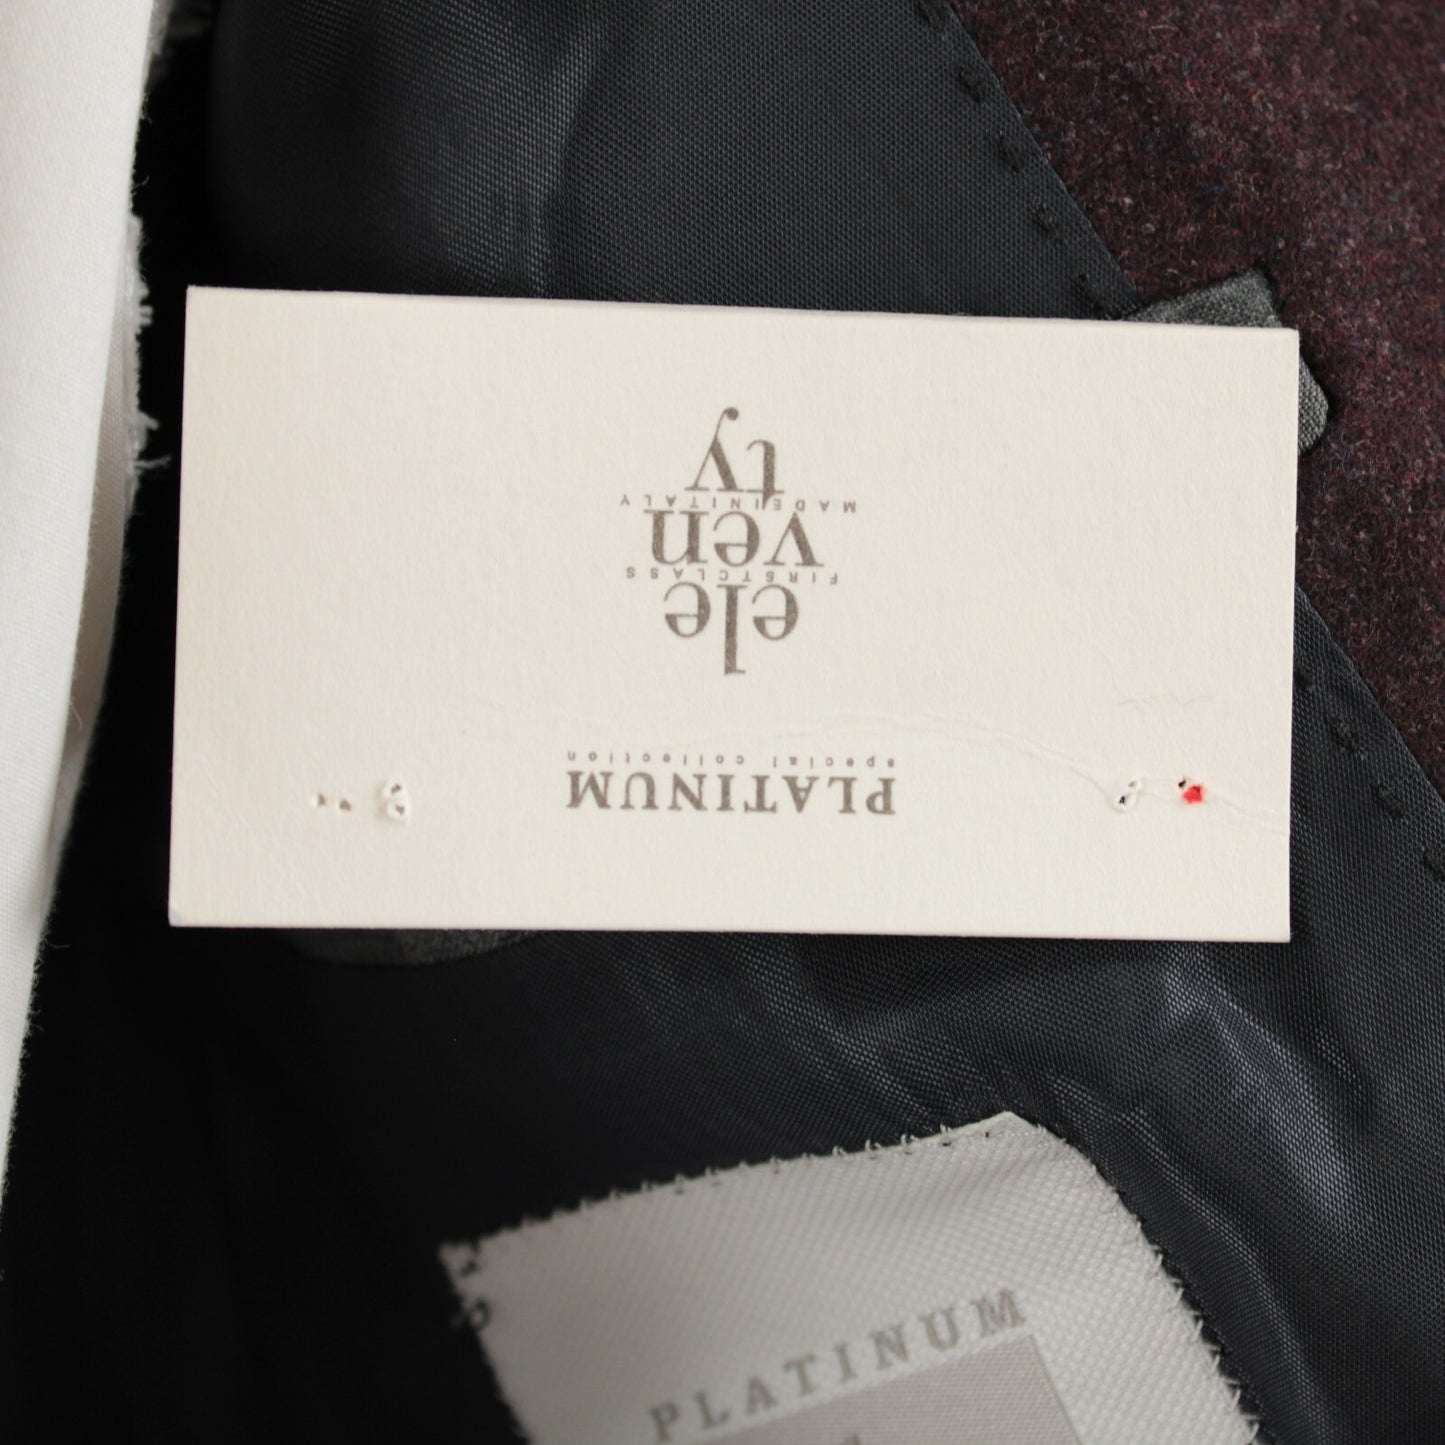 PLATINUM
special collection
ele
FIRSTCLASS
ven
MADEINITALY
ty
PLATINUM